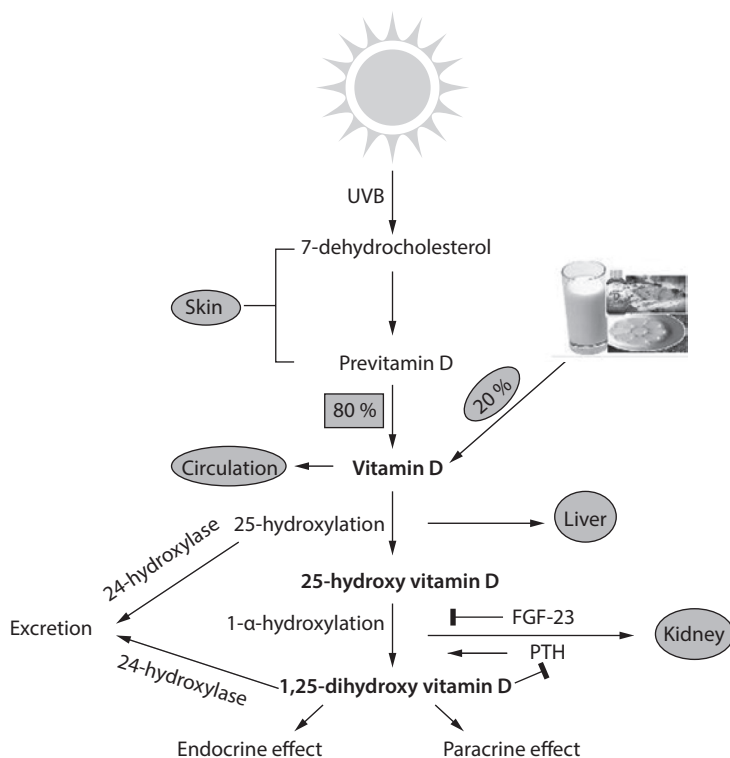 UVB
7-dehydrocholesterol
Skin
Previtamin D
80 %
20 %
Circulation
Vitamin D
25-hydroxylation
Liver
24-hydroxylase
25-hydroxy vitamin D
Excretion
1-α-hydroxylation
FGF-23
Kidney
PTH
24-hydroxylase
1,25-dihydroxy vitamin D
Endocrine effect
Paracrine effect